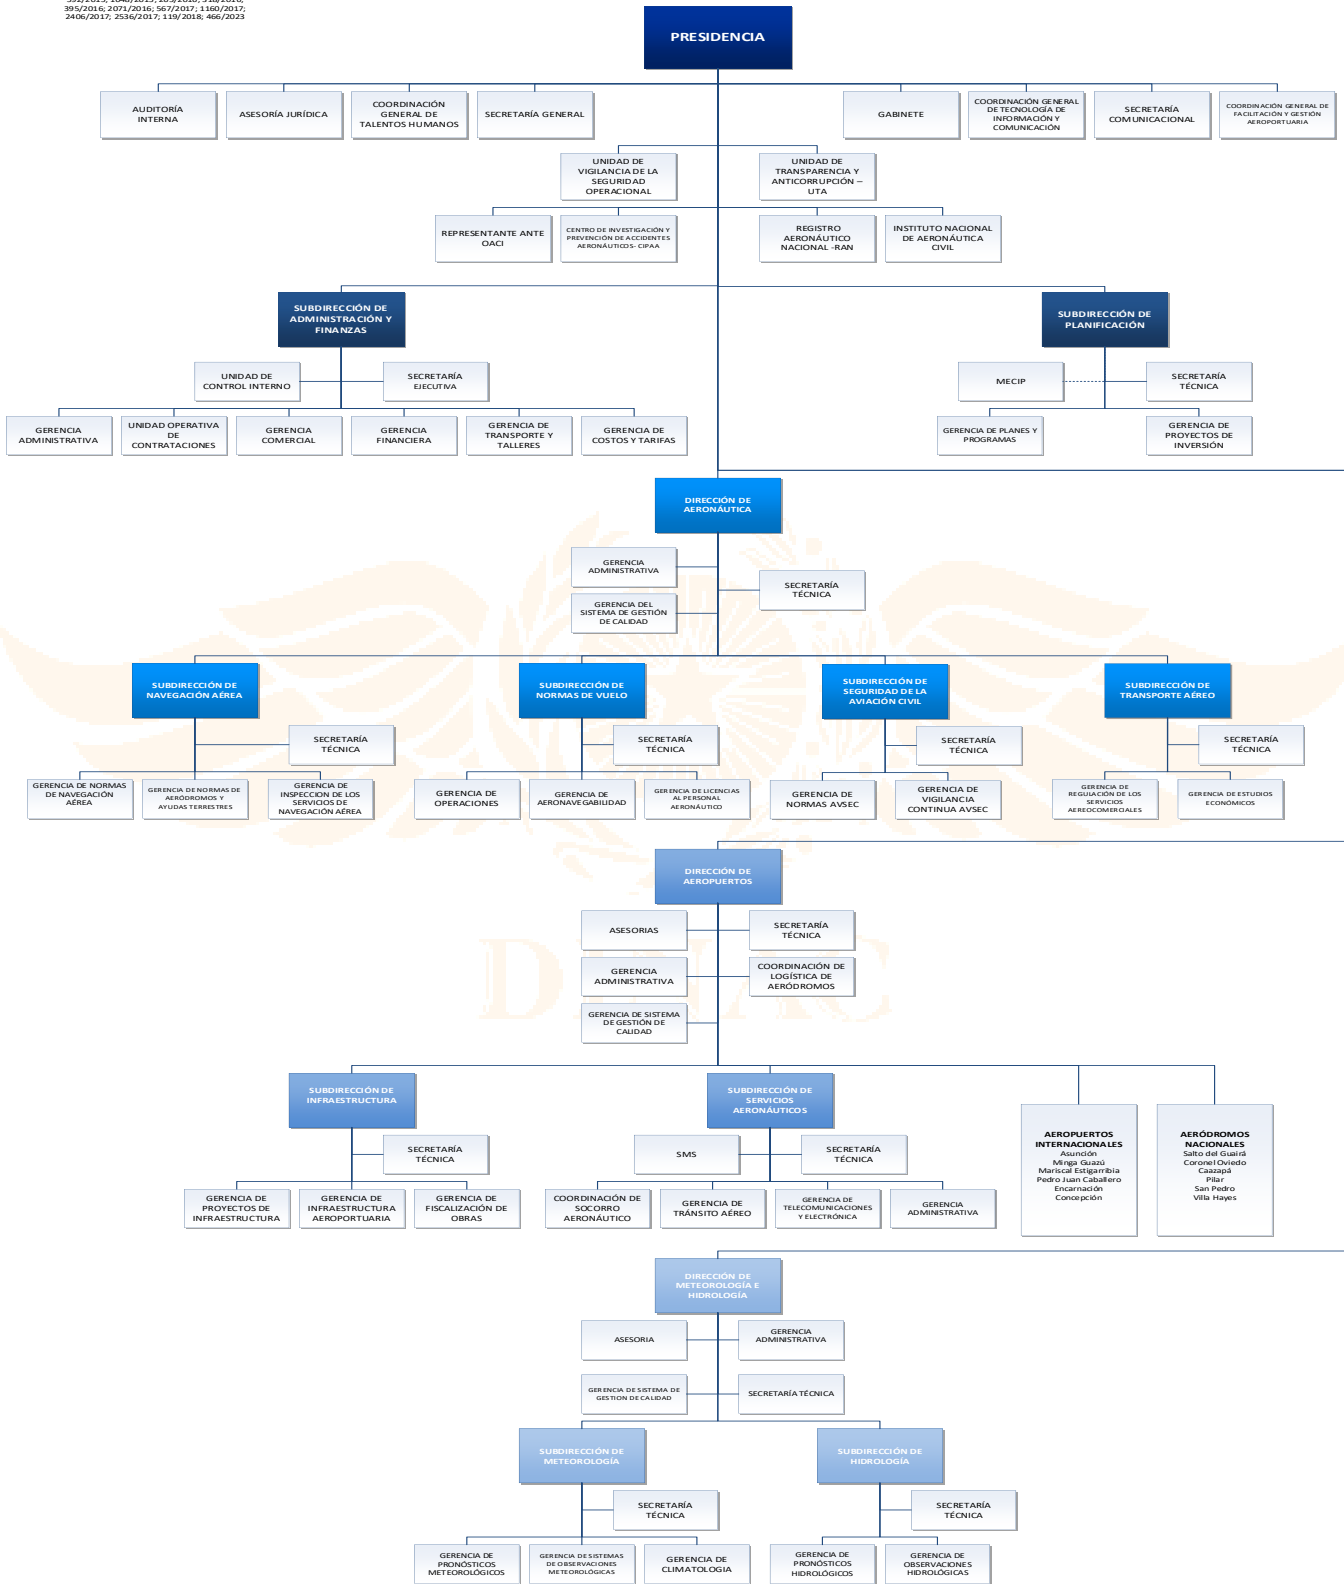 395/2016; 2071/2016; 567/2017; 1160/2017;
2406/2017; 2536/2017; 119/2018; 466/2023
PRESIDENCIA
AUDITORÍA
INTERNA
ASESORÍA JURÍDICA
COORDINACIÓN
GENERAL DE
TALENTOS HUMANOS
SECRETARÍA GENERAL
GABINETE
COORDINACIÓN GENERAL
DE TECNOLOGÍA DE
INFORMACIÓN Y
COMUNICACIÓN
SECRETARÍA
COMUNICACIONAL
COORDINACIÓN GENERAL DE
FACILITACIÓN Y GESTIÓN
AEROPORTUARIA
UNIDAD DE
VIGILANCIA DE LA
SEGURIDAD
OPERACIONAL
UNIDAD DE
TRANSPARENCIA Y
ANTICORRUPCIÓN –
UTA
REPRESENTANTE ANTE
OACI
CENTRO DE INVESTIGACIÓN Y
PREVENCIÓN DE ACCIDENTES
AERONÁUTICOS- CIPAA
REGISTRO
AERONÁUTICO
NACIONAL -RAN
INSTITUTO NACIONAL
DE AERONÁUTICA
CIVIL
SUBDIRECCIÓN DE
ADMINISTRACIÓN Y
FINANZAS
SUBDIRECCIÓN DE
PLANIFICACIÓN
UNIDAD DE
CONTROL INTERNO
SECRETARÍA
EJECUTIVA
MECIP
SECRETARÍA
TÉCNICA
GERENCIA
ADMINISTRATIVA
UNIDAD OPERATIVA
DE
CONTRATACIONES
GERENCIA
COMERCIAL
GERENCIA
FINANCIERA
GERENCIA DE
TRANSPORTE Y
TALLERES
GERENCIA DE
COSTOS Y TARIFAS
GERENCIA DE PLANES Y
PROGRAMAS
GERENCIA DE
PROYECTOS DE
INVERSIÓN
DIRECCIÓN DE
AERONÁUTICA
GERENCIA
ADMINISTRATIVA
SECRETARÍA
TÉCNICA
GERENCIA DEL
SISTEMA DE GESTIÓN
DE CALIDAD
SUBDIRECCIÓN DE
NAVEGACIÓN AÉREA
SUBDIRECCIÓN DE
NORMAS DE VUELO
SUBDIRECCIÓN DE
SEGURIDAD DE LA
AVIACIÓN CIVIL
SUBDIRECCIÓN DE
TRANSPORTE AÉREO
SECRETARÍA
TÉCNICA
SECRETARÍA
TÉCNICA
SECRETARÍA
TÉCNICA
SECRETARÍA
TÉCNICA
GERENCIA DE NORMAS
DE NAVEGACIÓN
AÉREA
GERENCIA DE NORMAS DE
AERÓDROMOS Y
AYUDAS TERRESTRES
GERENCIA DE
INSPECCION DE LOS
SERVICIOS DE
NAVEGACIÓN AÉREA
GERENCIA DE
OPERACIONES
GERENCIA DE
AERONAVEGABILIDAD
GERENCIA DE LICENCIAS
AL PERSONAL
AERONÁUTICO
GERENCIA DE
NORMAS AVSEC
GERENCIA DE
VIGILANCIA
CONTINUA AVSEC
GERENCIA DE
REGULACIÓN DE LOS
SERVICIOS
AEREOCOMERCIALES
GERENCIA DE ESTUDIOS
ECONÓMICOS
DIRECCIÓN DE
AEROPUERTOS
ASESORIAS
SECRETARÍA
TÉCNICA
DINAC
GERENCIA
ADMINISTRATIVA
COORDINACIÓN DE
LOGÍSTICA DE
AERÓDROMOS
GERENCIA DE SISTEMA
DE GESTIÓN DE
CALIDAD
SUBDIRECCIÓN DE
INFRAESTRUCTURA
SUBDIRECCIÓN DE
SERVICIOS
AERONÁUTICOS
AEROPUERTOS
INTERNACIONALES
Asunción
Minga Guazú
Mariscal Estigarribia
Pedro Juan Caballero
Encarnación
Concepción
AERÓDROMOS
NACIONALES
Salto del Guairá
Coronel Oviedo
Caazapá
Pilar
San Pedro
Villa Hayes
SECRETARÍA
TÉCNICA
SMS
SECRETARÍA
TÉCNICA
GERENCIA DE
PROYECTOS DE
INFRAESTRUCTURA
GERENCIA DE
INFRAESTRUCTURA
AEROPORTUARIA
GERENCIA DE
FISCALIZACIÓN DE
OBRAS
COORDINACIÓN DE
SOCORRO
AERONÁUTICO
GERENCIA DE
TRÁNSITO AÉREO
GERENCIA DE
TELECOMUNICACIONES
Y ELECTRÓNICA
GERENCIA
ADMINISTRATIVA
DIRECCIÓN DE
METEOROLOGÍA E
HIDROLOGÍA
ASESORIA
GERENCIA
ADMINISTRATIVA
GERENCIA DE SISTEMA DE
GESTION DE CALIDAD
SECRETARÍA TÉCNICA
SUBDIRECCIÓN DE
METEOROLOGÍA
SUBDIRECCIÓN DE
HIDROLOGÍA
SECRETARÍA
TÉCNICA
SECRETARÍA
TÉCNICA
GERENCIA DE
PRONÓSTICOS
METEOROLÓGICOS
GERENCIA DE SISTEMAS
DE OBSERVACIONES
METEOROLÓGICAS
GERENCIA DE
CLIMATOLOGIA
GERENCIA DE
PRONÓSTICOS
HIDROLÓGICOS
GERENCIA DE
OBSERVACIONES
HIDROLÓGICAS